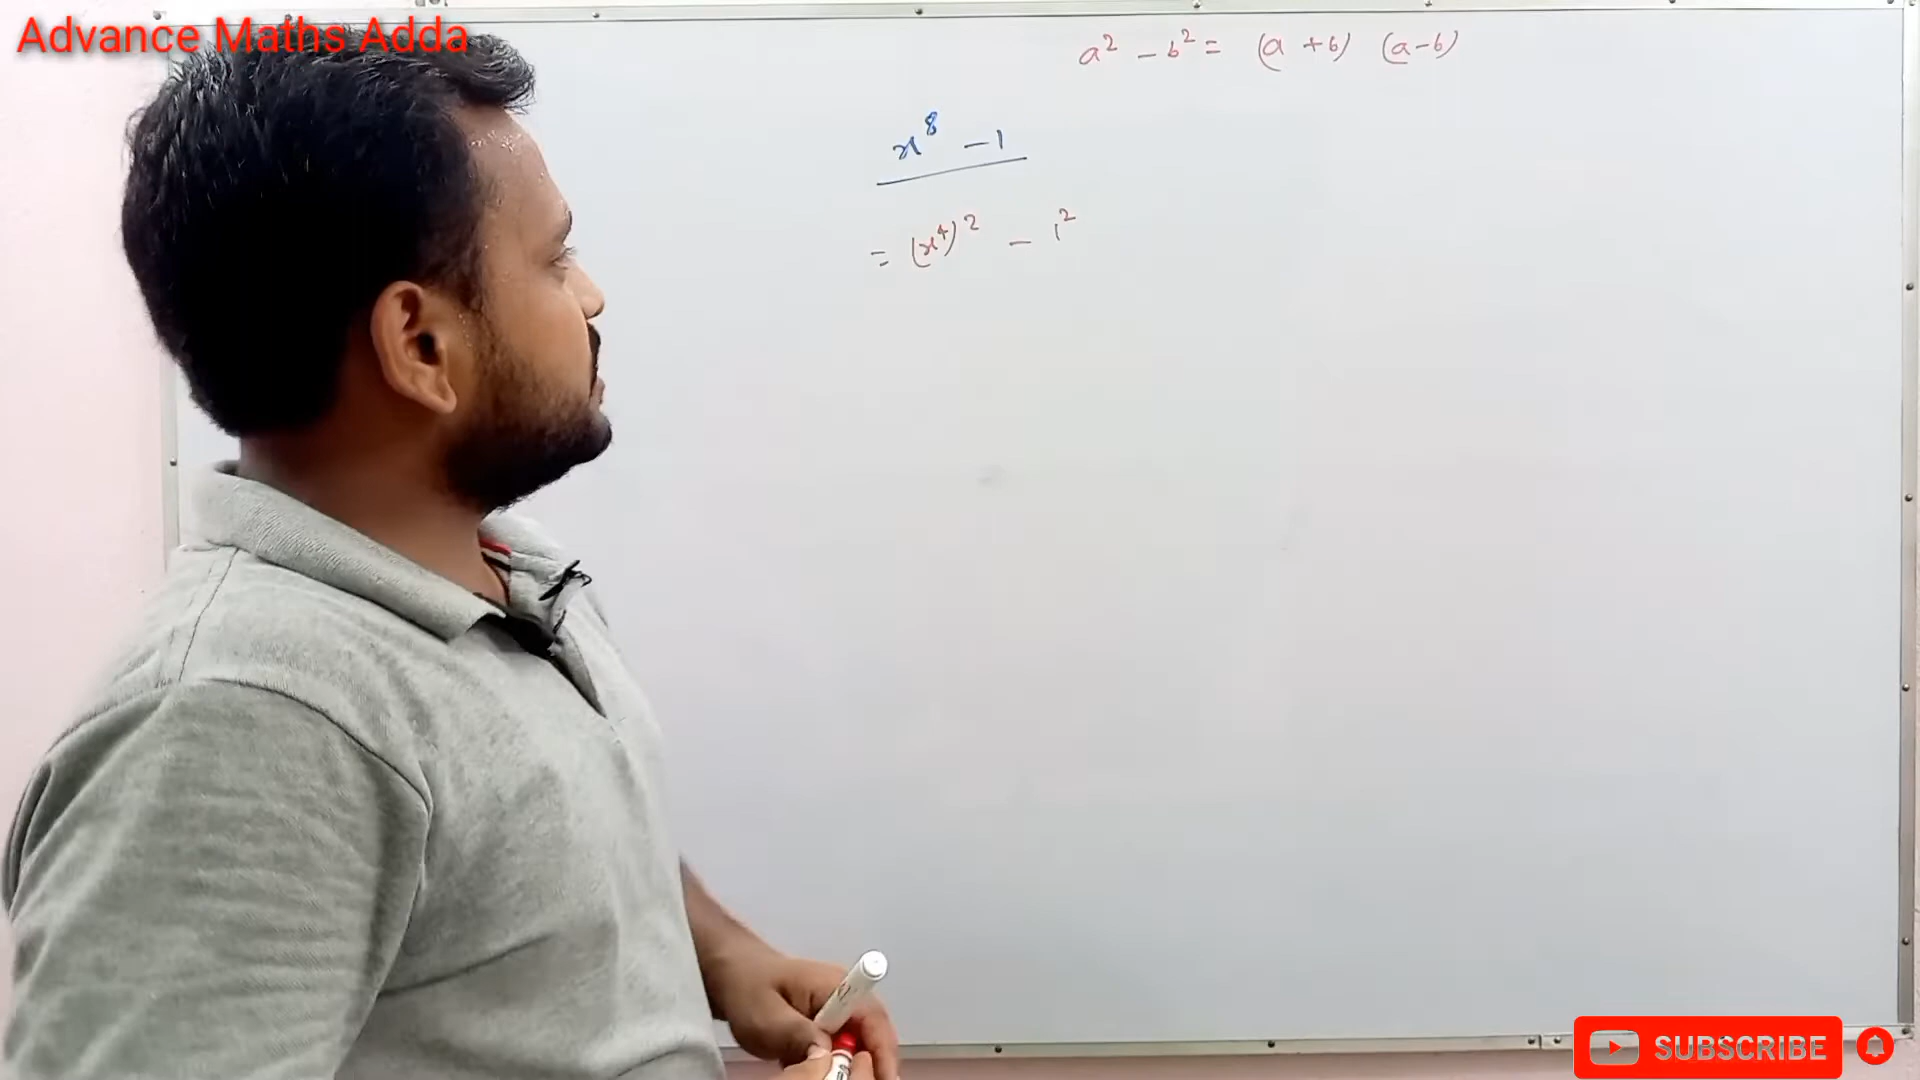 Advance Maths Adda
a² - b² = (a + b) (a - b)
x⁸ - 1
= (x⁴)² - 1²
SUBSCRIBE